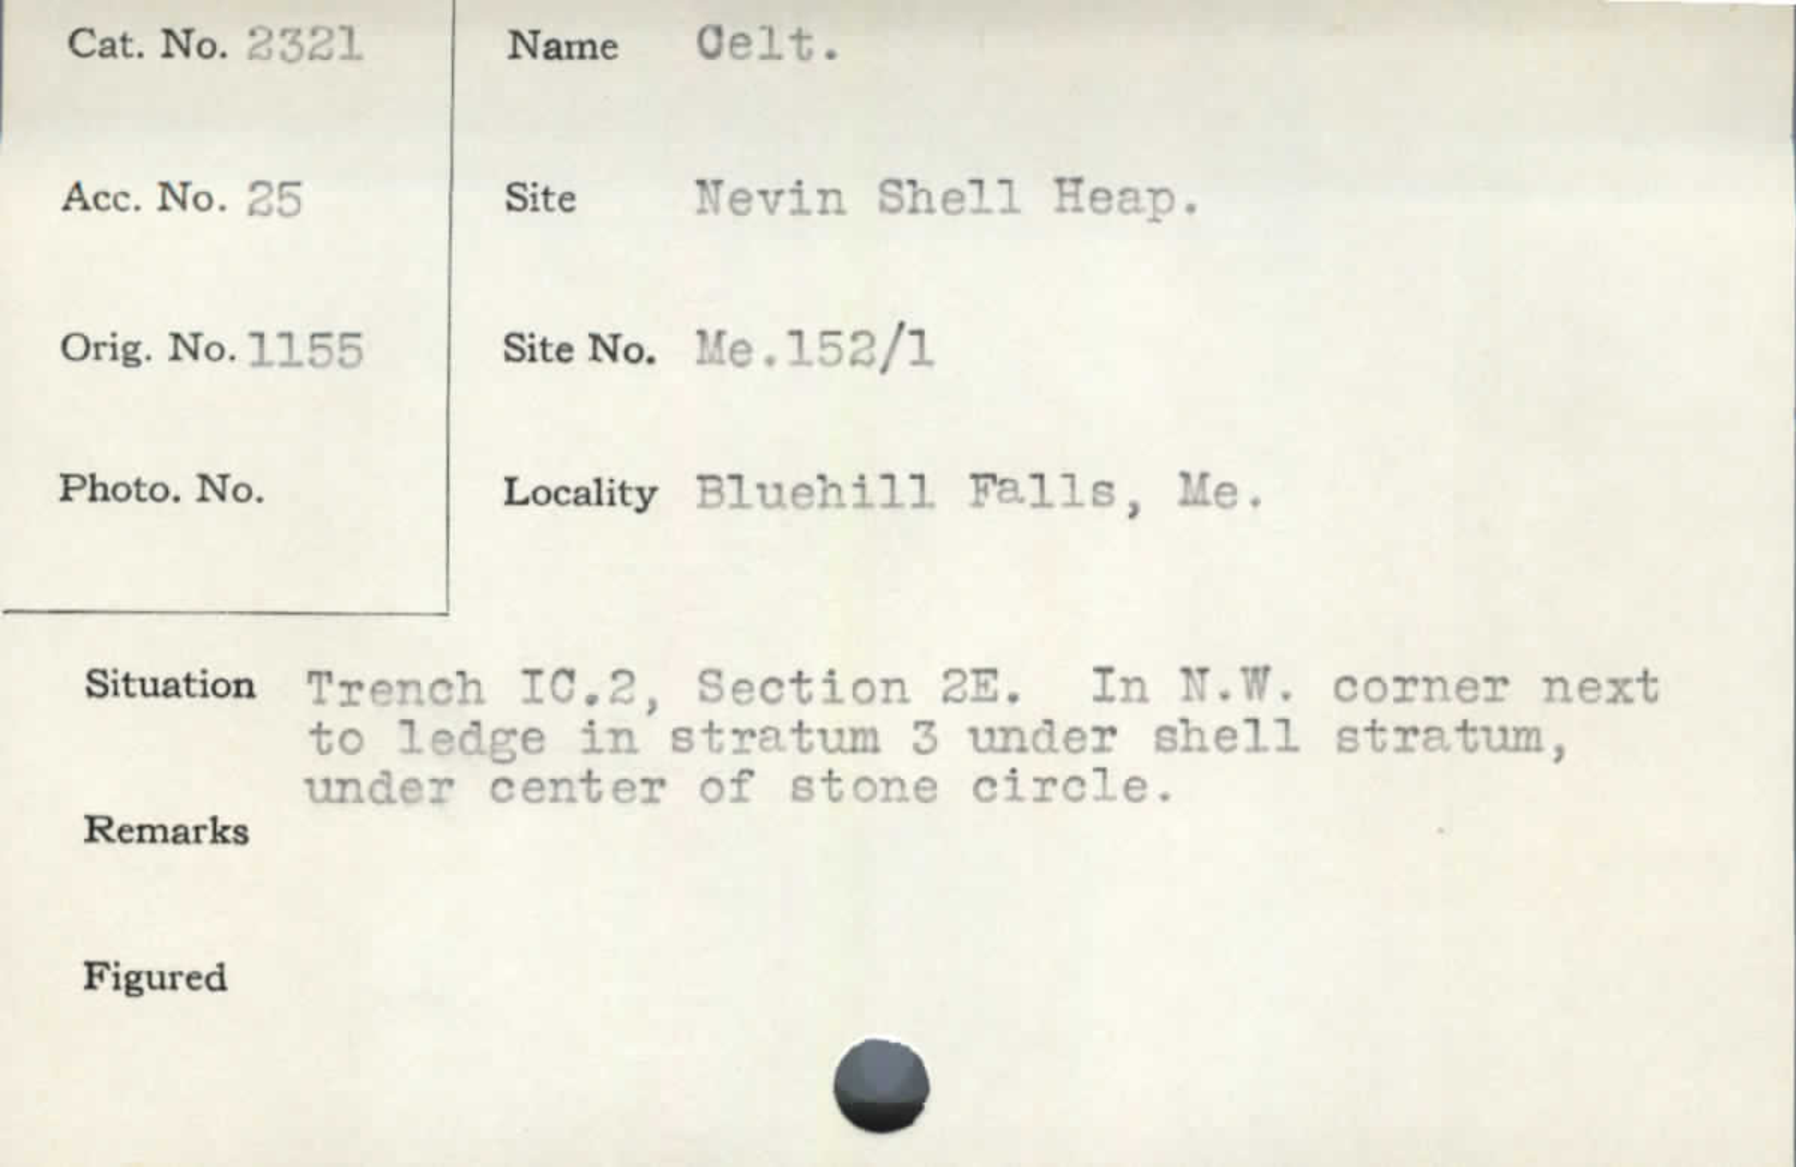 Cat. No. 2321 Name Celt.
Acc. No. 25 Site Nevin Shell Heap.
Orig. No. 1155 Site No. Me.152/1
Photo. No. Locality Bluehill Falls, Me.
Situation Trench IC.2, Section 2E. In N.W. corner next
to ledge in stratum 3 under shell stratum,
under center of stone circle.
Remarks
Figured